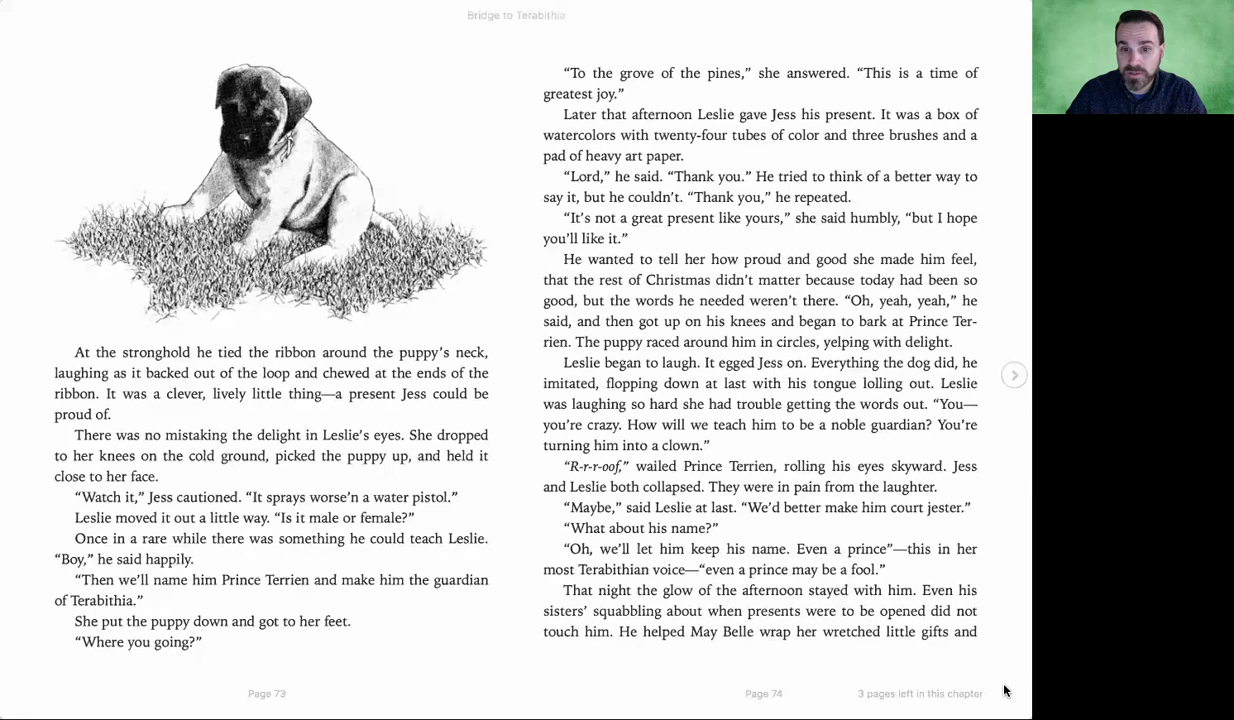 Bridge to Terabithia
At the stronghold he tied the ribbon around the puppy’s neck,
laughing as it backed out of the loop and chewed at the ends of the
ribbon. It was a clever, lively little thing—a present Jess could be
proud of.
There was no mistaking the delight in Leslie’s eyes. She dropped
to her knees on the cold ground, picked the puppy up, and held it
close to her face.
“Watch it,” Jess cautioned. “It sprays worse’n a water pistol.”
Leslie moved it out a little way. “Is it male or female?”
Once in a rare while there was something he could teach Leslie.
“Boy,” he said happily.
“Then we’ll name him Prince Terrien and make him the guardian
of Terabithia.”
She put the puppy down and got to her feet.
“Where you going?”
Page 73
“To the grove of the pines,” she answered. “This is a time of
greatest joy.”
Later that afternoon Leslie gave Jess his present. It was a box of
watercolors with twenty-four tubes of color and three brushes and a
pad of heavy art paper.
“Lord,” he said. “Thank you.” He tried to think of a better way to
say it, but he couldn’t. “Thank you,” he repeated.
“It’s not a great present like yours,” she said humbly, “but I hope
you’ll like it.”
He wanted to tell her how proud and good she made him feel,
that the rest of Christmas didn’t matter because today had been so
good, but the words he needed weren’t there. “Oh, yeah, yeah,” he
said, and then got up on his knees and began to bark at Prince Ter-
rien. The puppy raced around him in circles, yelping with delight.
Leslie began to laugh. It egged Jess on. Everything the dog did, he
imitated, flopping down at last with his tongue lolling out. Leslie
was laughing so hard she had trouble getting the words out. “You—
you’re crazy. How will we teach him to be a noble guardian? You’re
turning him into a clown.”
“R-r-r-oof,” wailed Prince Terrien, rolling his eyes skyward. Jess
and Leslie both collapsed. They were in pain from the laughter.
“Maybe,” said Leslie at last. “We’d better make him court jester.”
“What about his name?”
“Oh, we’ll let him keep his name. Even a prince”—this in her
most Terabithian voice—“even a prince may be a fool.”
That night the glow of the afternoon stayed with him. Even his
sisters’ squabbling about when presents were to be opened did not
touch him. He helped May Belle wrap her wretched little gifts and
Page 74
3 pages left in this chapter